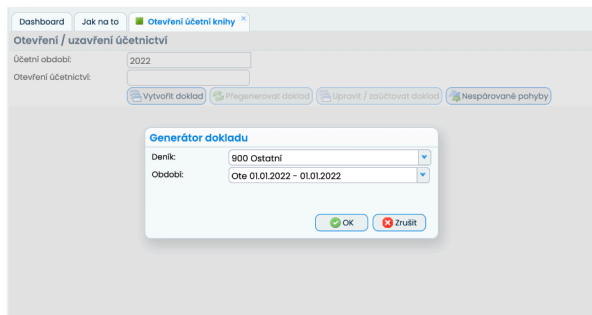 Dashboard Jak na to Otevření účetní knihy ×
Otevření / uzavření účetnictví
Účetní období: 2022
Otevření účetnictví:
Vytvořit doklad Přegenerovat doklad Upravit / zaúčtovat doklad Nespárované pohyby
Generátor dokladu
Deník: 900 Ostatní
Období: Ote 01.01.2022 - 01.01.2022
OK Zrušit